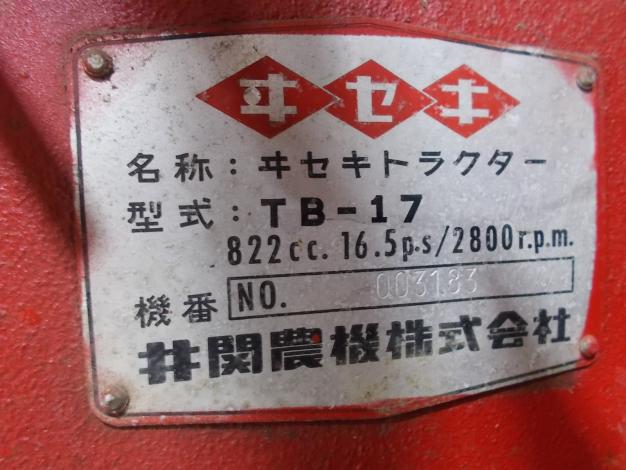 ヰセキ
名称：ヰセキトラクター
型式：TB-17
822cc. 16.5p.s/2800r.p.m.
機番 NO. 003183
井関農機株式会社